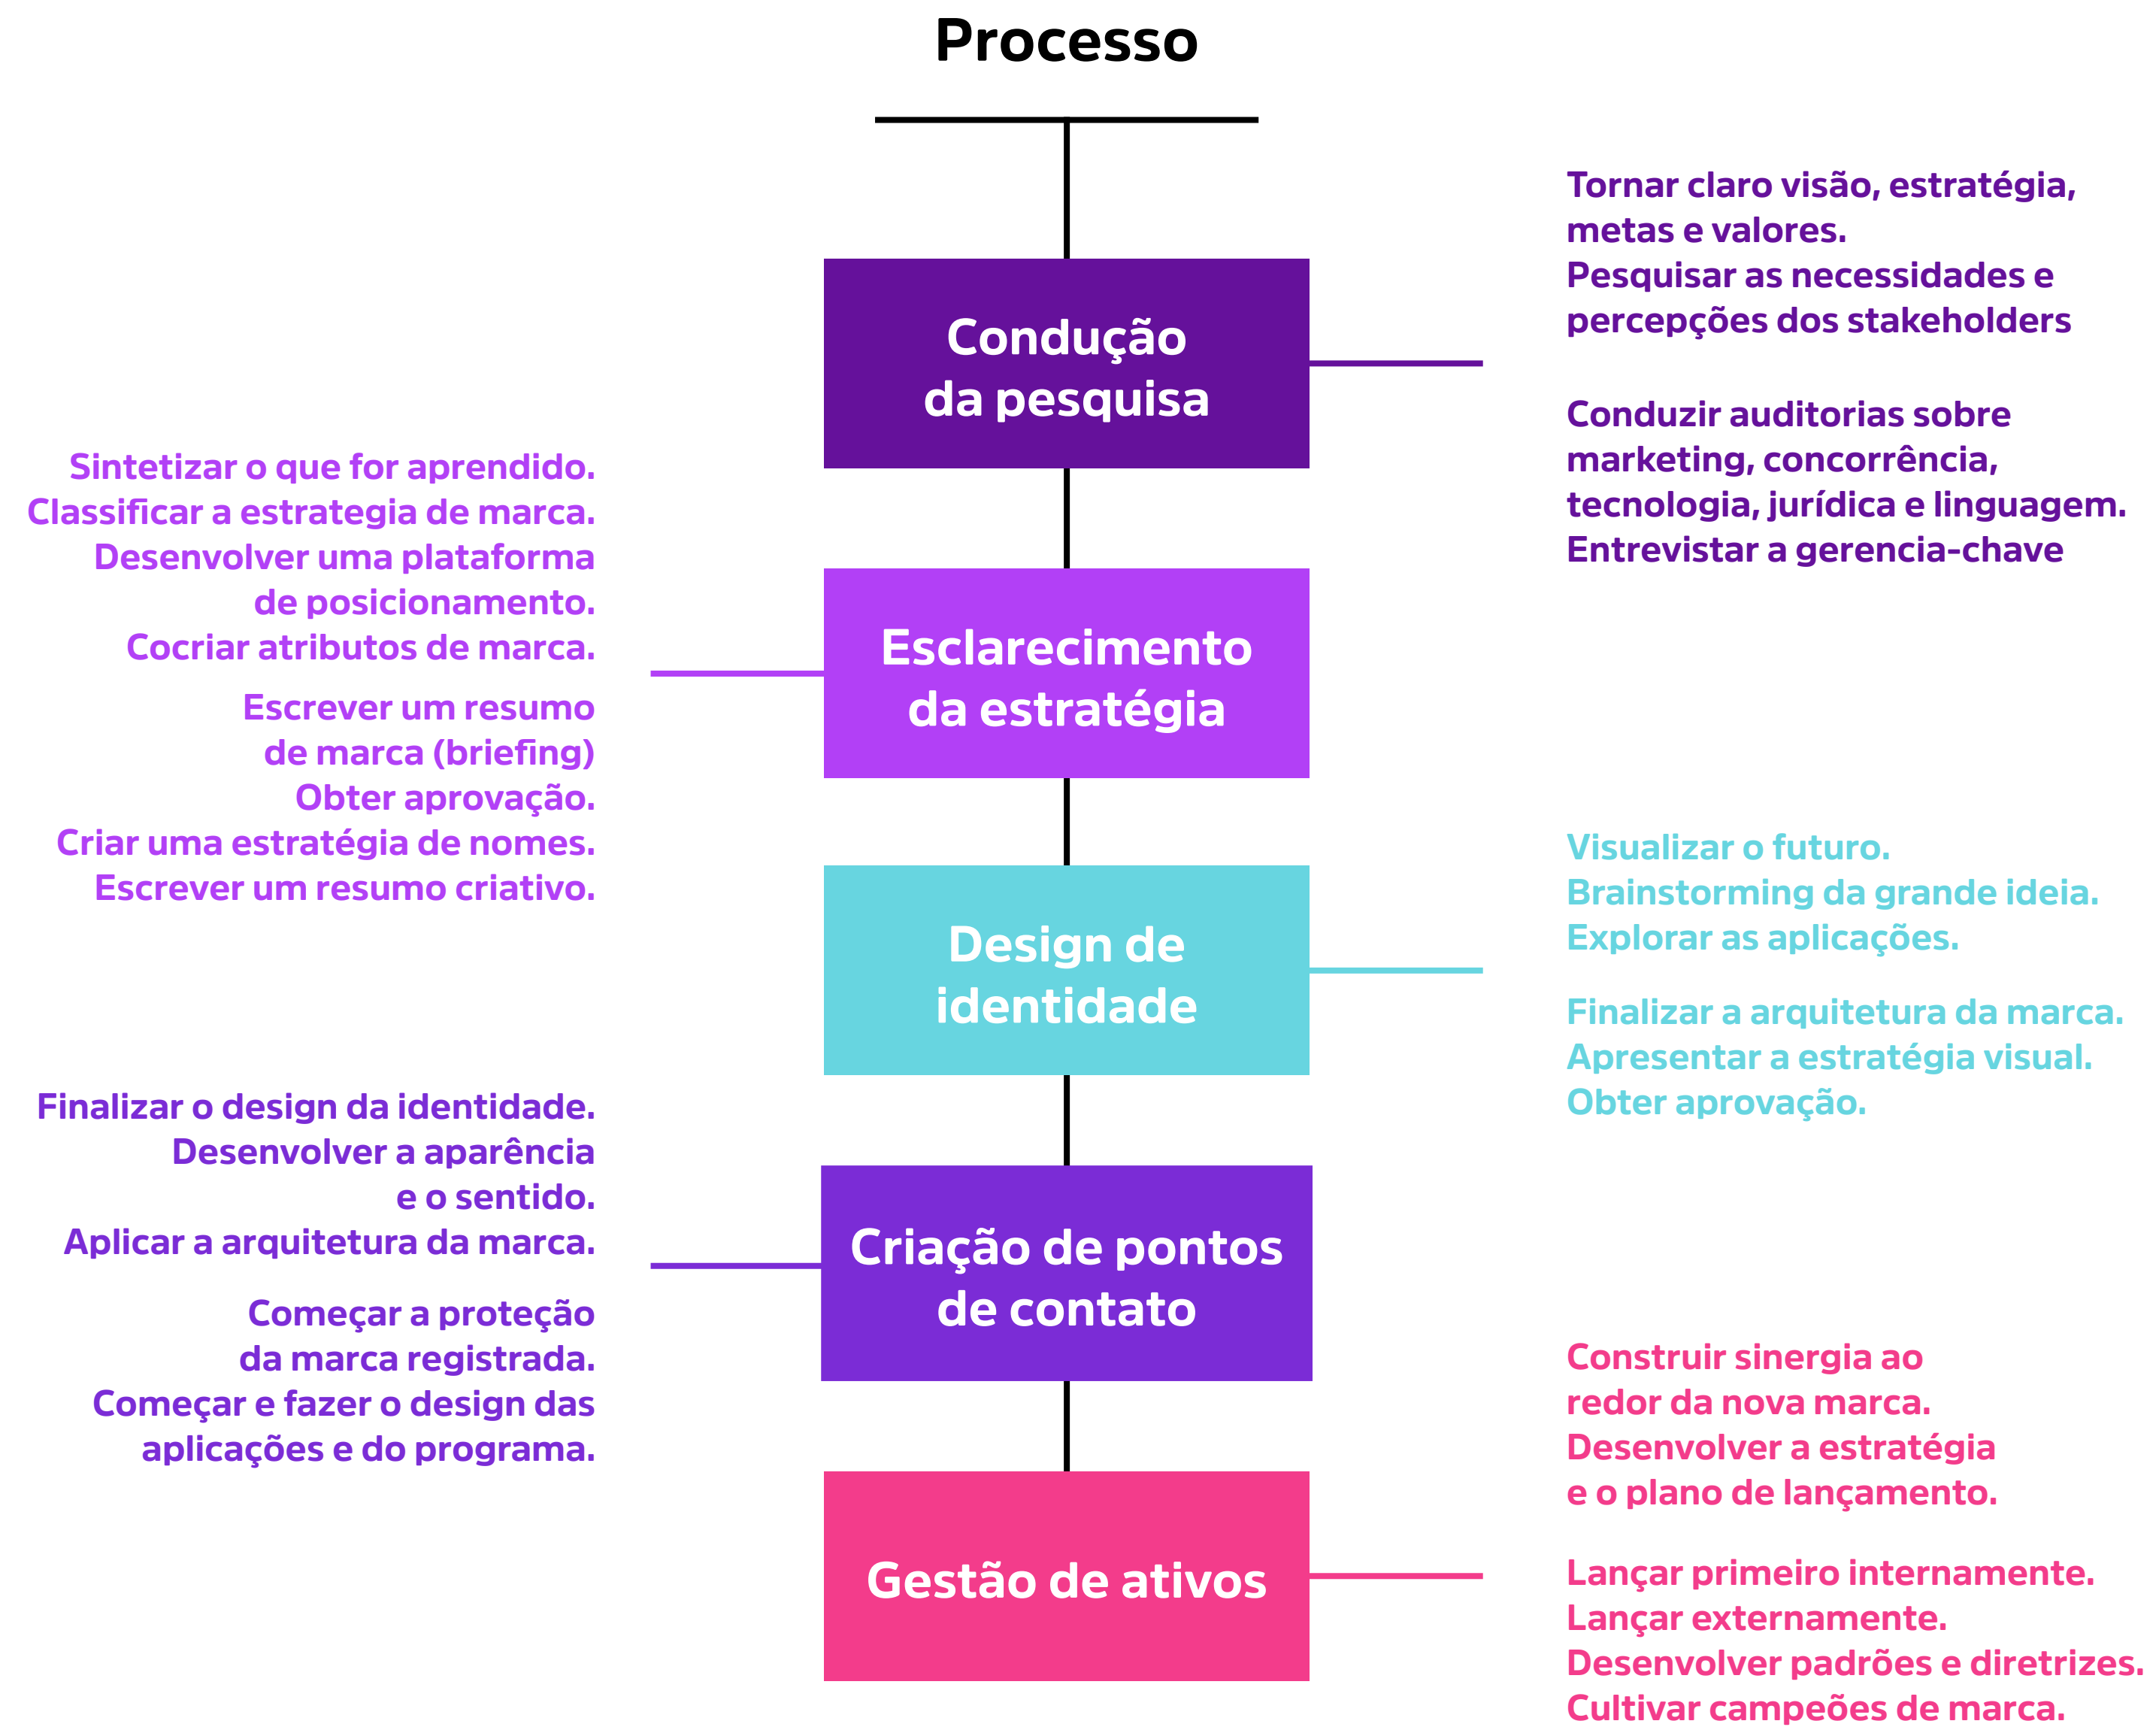 Processo
Condução
da pesquisa
Tornar claro visão, estratégia,
metas e valores.
Pesquisar as necessidades e
percepções dos stakeholders
Conduzir auditorias sobre
marketing, concorrência,
tecnologia, jurídica e linguagem.
Entrevistar a gerencia-chave
Esclarecimento
da estratégia
Sintetizar o que for aprendido.
Classificar a estrategia de marca.
Desenvolver uma plataforma
de posicionamento.
Cocriar atributos de marca.
Escrever um resumo
de marca (briefing)
Obter aprovação.
Criar uma estratégia de nomes.
Escrever um resumo criativo.
Design de
identidade
Visualizar o futuro.
Brainstorming da grande ideia.
Explorar as aplicações.
Finalizar a arquitetura da marca.
Apresentar a estratégia visual.
Obter aprovação.
Criação de pontos
de contato
Finalizar o design da identidade.
Desenvolver a aparência
e o sentido.
Aplicar a arquitetura da marca.
Começar a proteção
da marca registrada.
Começar e fazer o design das
aplicações e do programa.
Gestão de ativos
Construir sinergia ao
redor da nova marca.
Desenvolver a estratégia
e o plano de lançamento.
Lançar primeiro internamente.
Lançar externamente.
Desenvolver padrões e diretrizes.
Cultivar campeões de marca.